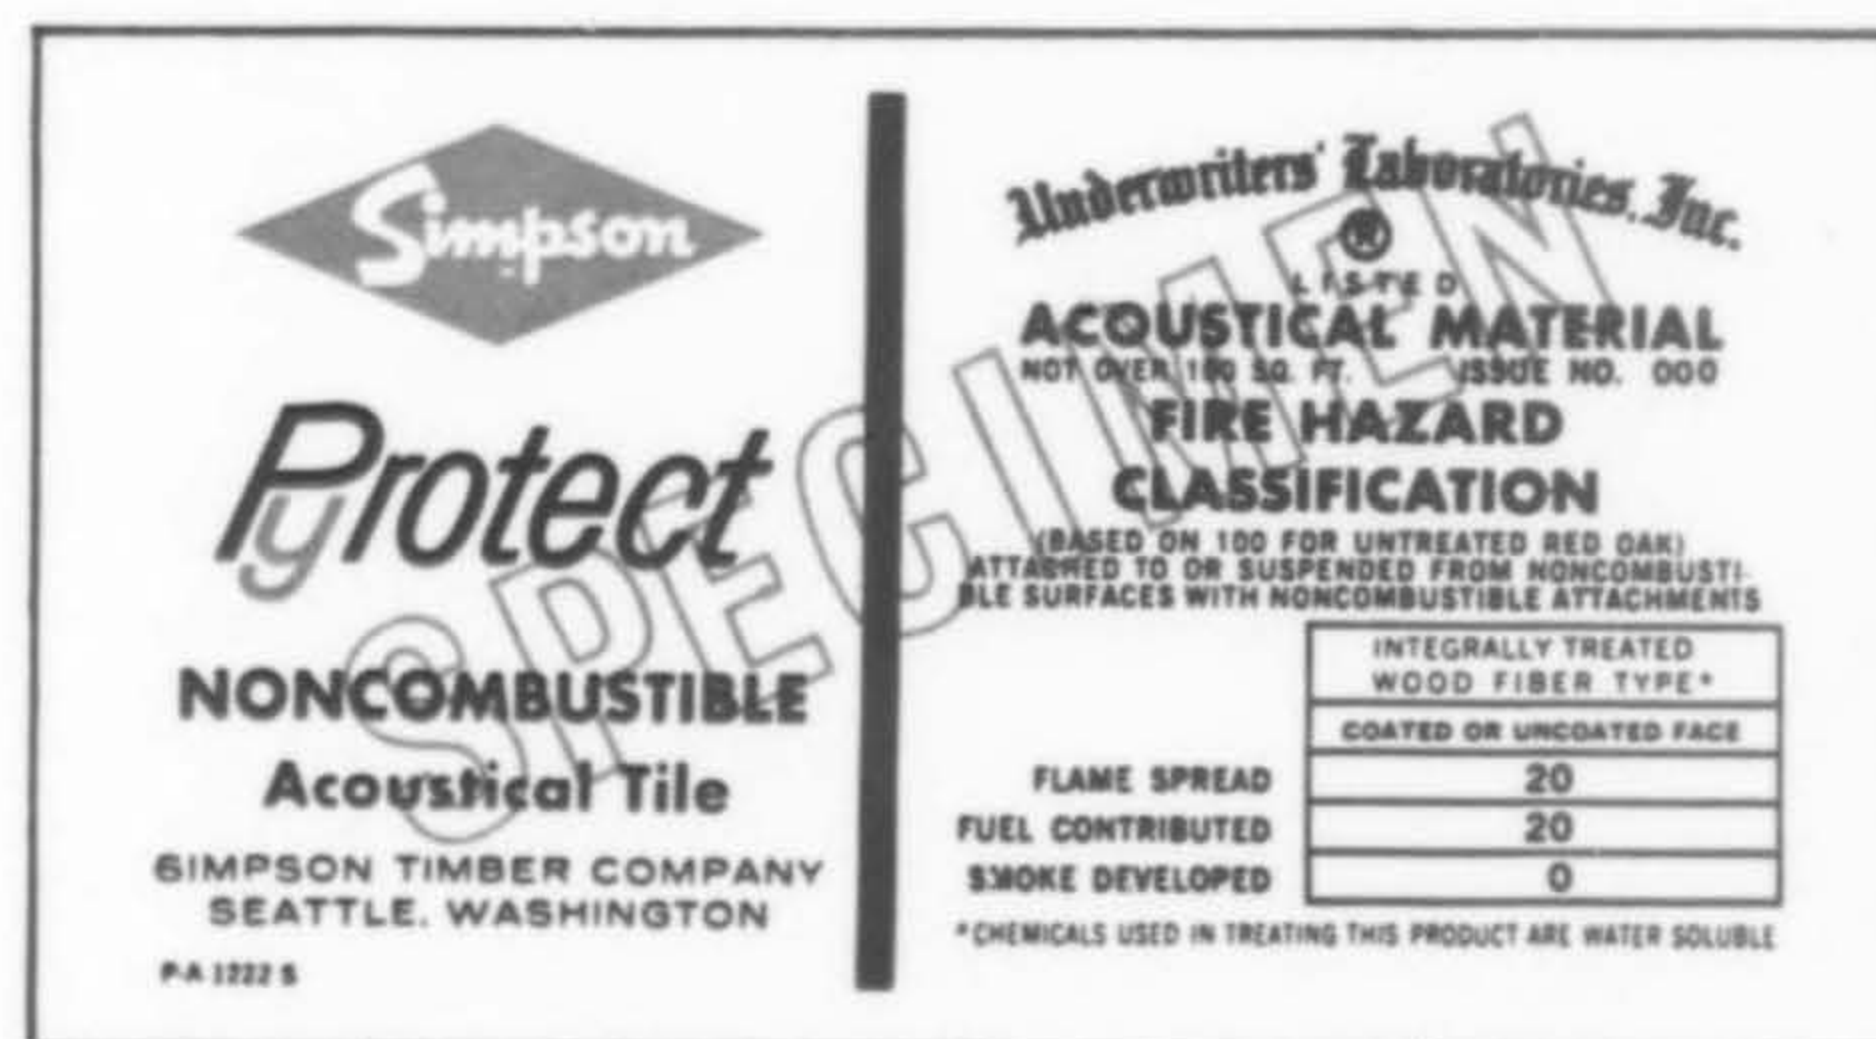 Simpson
Pyrotect
NONCOMBUSTIBLE
Acoustical Tile
SIMPSON TIMBER COMPANY
SEATTLE, WASHINGTON
P-A 1222 S
Underwriters' Laboratories, Inc.
®
LISTED
ACOUSTICAL MATERIAL
NOT OVER 100 SQ. FT. ISSUE NO. 000
FIRE HAZARD
CLASSIFICATION
(BASED ON 100 FOR UNTREATED RED OAK)
ATTACHED TO OR SUSPENDED FROM NONCOMBUSTI-
BLE SURFACES WITH NONCOMBUSTIBLE ATTACHMENTS
INTEGRALLY TREATED
WOOD FIBER TYPE*
COATED OR UNCOATED FACE
FLAME SPREAD 20
FUEL CONTRIBUTED 20
SMOKE DEVELOPED 0
*CHEMICALS USED IN TREATING THIS PRODUCT ARE WATER SOLUBLE
SPECIMEN